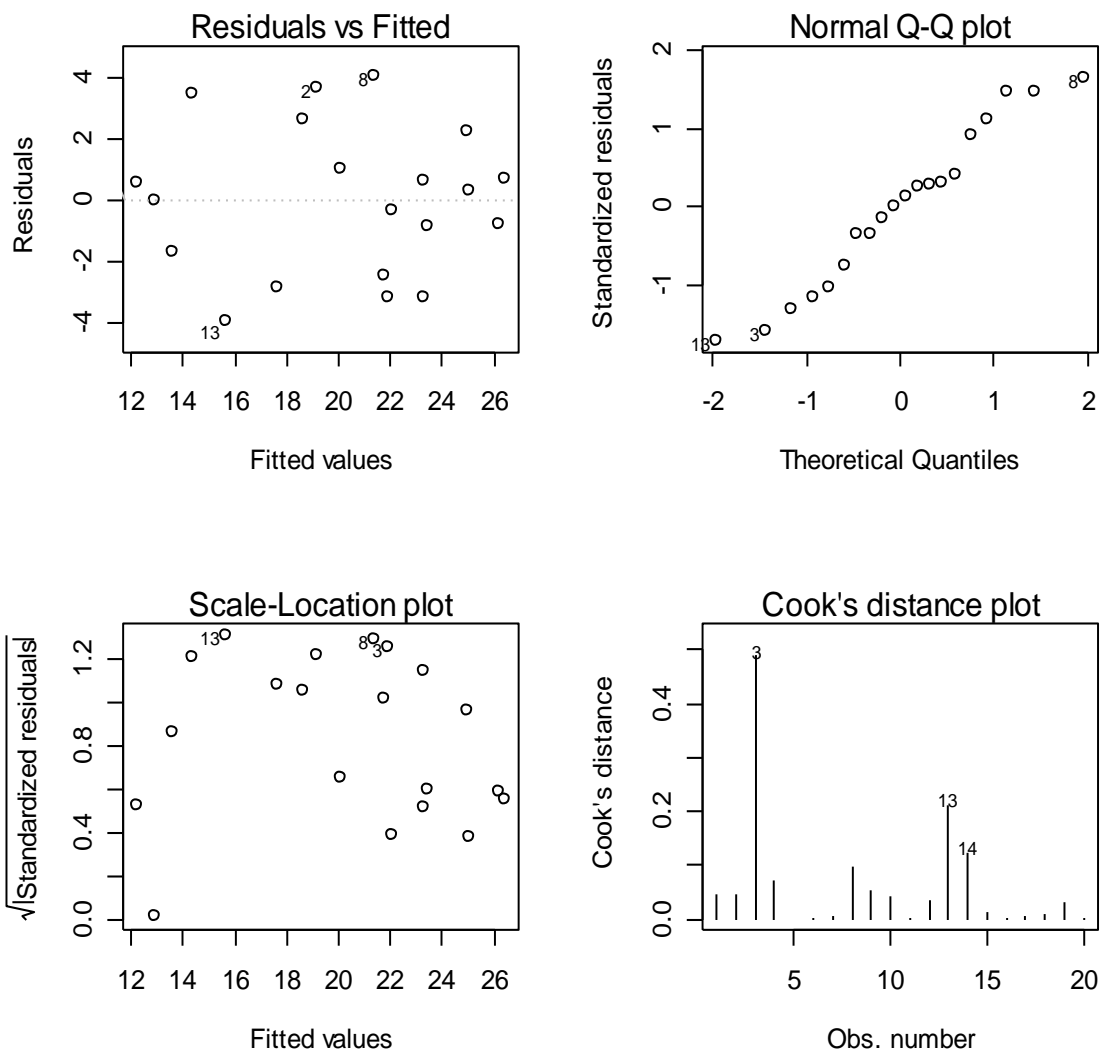 Residuals vs Fitted
Residuals
4
2
0
-2
-4
2
8
13
12 14 16 18 20 22 24 26
Fitted values
Normal Q-Q plot
Standardized residuals
2
1
0
-1
8
3
13
-2 -1 0 1 2
Theoretical Quantiles
Scale-Location plot
√|Standardized residuals|
1.2
0.8
0.4
0.0
13
8
3
12 14 16 18 20 22 24 26
Fitted values
Cook's distance plot
Cook's distance
0.4
0.2
0.0
3
13
14
5 10 15 20
Obs. number